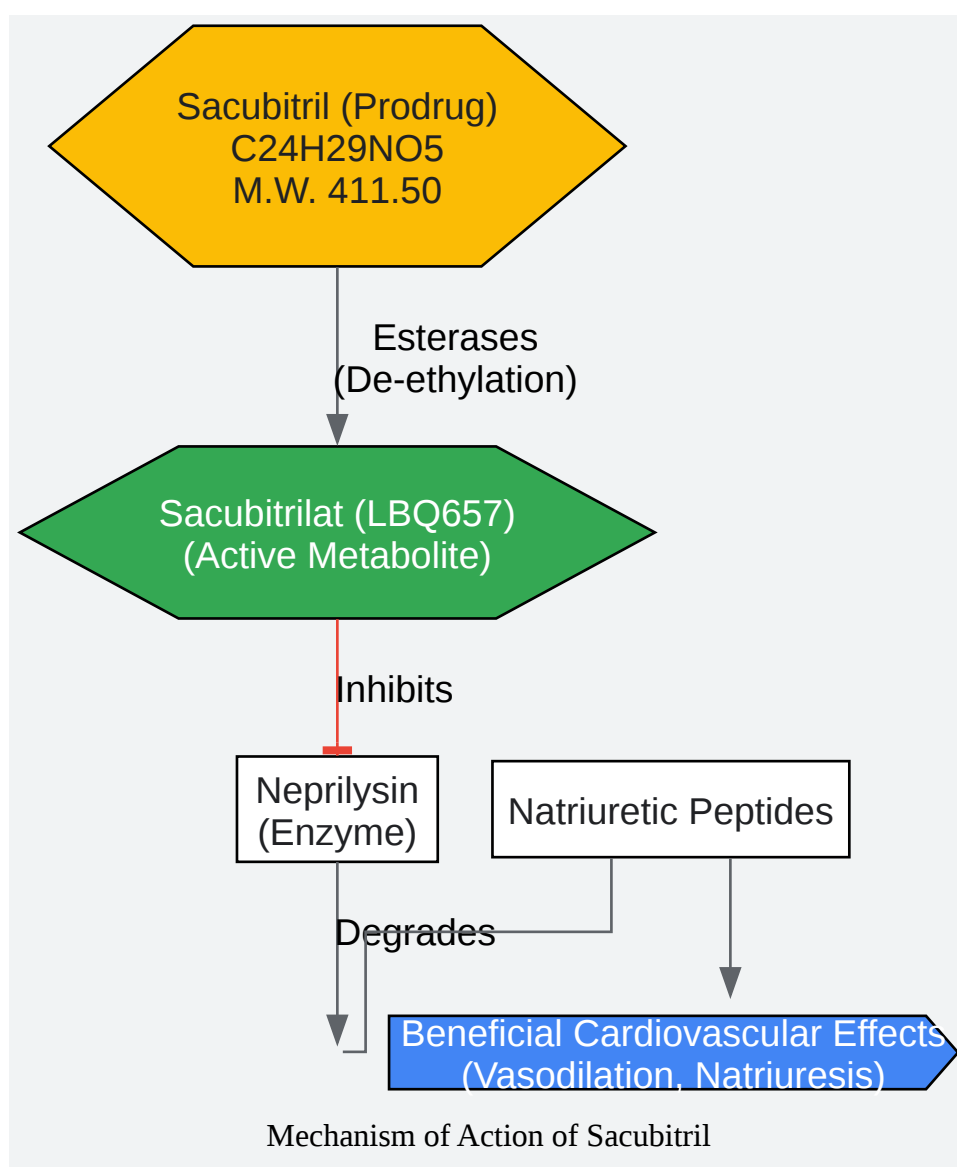 Sacubitril (Prodrug)
C24H29NO5
M.W. 411.50
Esterases
(De-ethylation)
Sacubitrilat (LBQ657)
(Active Metabolite)
Inhibits
Neprilysin
(Enzyme)
Natriuretic Peptides
Degrades
Beneficial Cardiovascular Effects
(Vasodilation, Natriuresis)
Mechanism of Action of Sacubitril